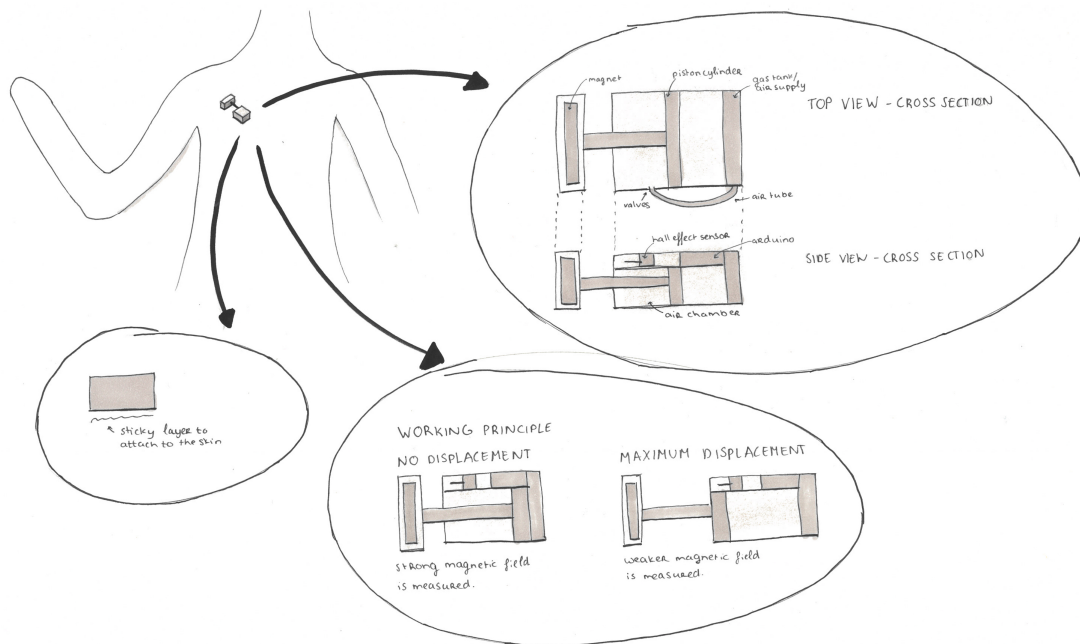 magnet
piston cylinder
gas tank/
air supply
TOP VIEW - CROSS SECTION
valves
air tube
hall effect sensor
arduino
SIDE VIEW - CROSS SECTION
air chamber
sticky layer to
attach to the skin
WORKING PRINCIPLE
NO DISPLACEMENT
strong magnetic field
is measured.
MAXIMUM DISPLACEMENT
weaker magnetic field
is measured.